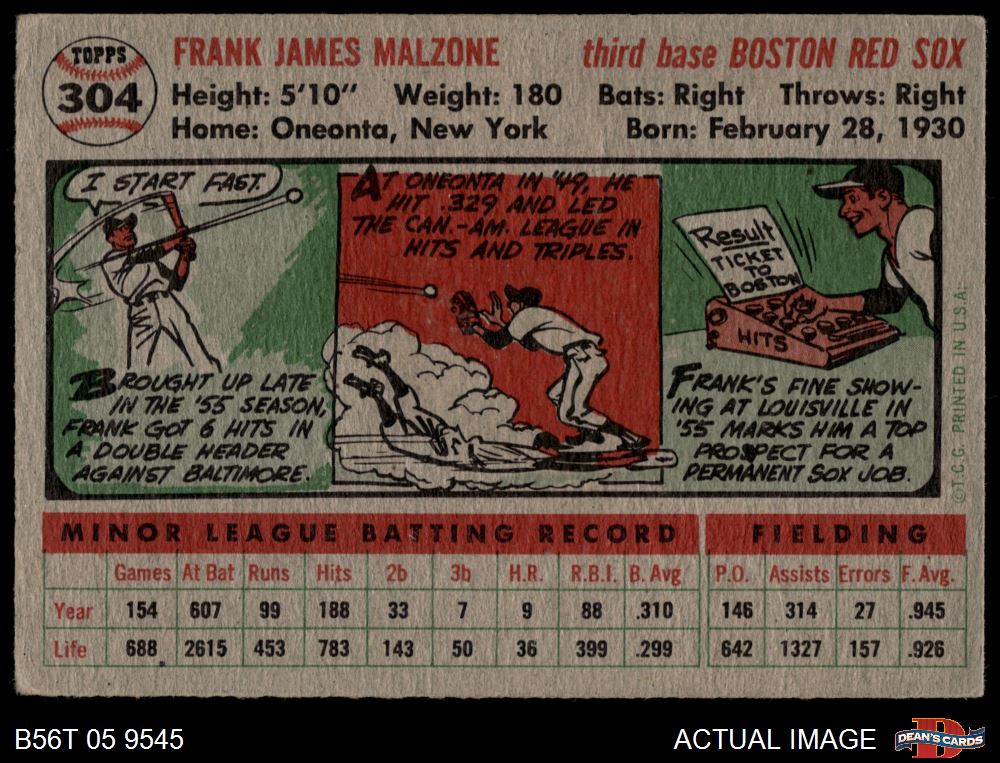 TOPPS
304
FRANK JAMES MALZONE third base BOSTON RED SOX
Height: 5'10" Weight: 180 Bats: Right Throws: Right
Home: Oneonta, New York Born: February 28, 1930
I START FAST.
BROUGHT UP LATE
IN THE '55 SEASON,
FRANK GOT 6 HITS IN
A DOUBLE HEADER
AGAINST BALTIMORE.
AT ONEONTA IN '49, HE
HIT .329 AND LED
THE CAN.-AM. LEAGUE IN
HITS AND TRIPLES.
Result
TICKET
TO
BOSTON
HITS
FRANK'S FINE SHOW-
ING AT LOUISVILLE IN
'55 MARKS HIM A TOP
PROSPECT FOR A
PERMANENT SOX JOB.
©T.C.G. PRINTED IN U.S.A.
MINOR LEAGUE BATTING RECORD FIELDING
Games At Bat Runs Hits 2b 3b H.R. R.B.I. B. Avg P.O. Assists Errors F. Avg.
Year 154 607 99 188 33 7 9 88 .310 146 314 27 .945
Life 688 2615 453 783 143 50 36 399 .299 642 1327 157 .926
B56T 05 9545 ACTUAL IMAGE
DEAN'S CARDS